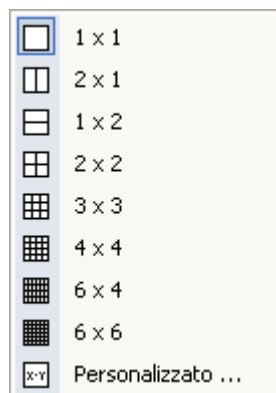 1 x 1
2 x 1
1 x 2
2 x 2
3 x 3
4 x 4
6 x 4
6 x 6
X-Y Personalizzato ...